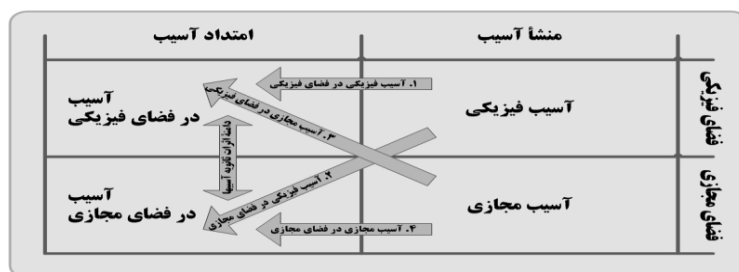 منشأ آسیب
امتداد آسیب
فضای فیزیکی
آسیب فیزیکی
۱. آسیب فیزیکی در فضای فیزیکی
آسیب
در فضای فیزیکی
۳. آسیب مجازی در فضای فیزیکی
دامنه اثرات ثانویه آسیبها
۲. آسیب فیزیکی در فضای مجازی
فضای مجازی
آسیب مجازی
۴. آسیب مجازی در فضای مجازی
آسیب
در فضای مجازی